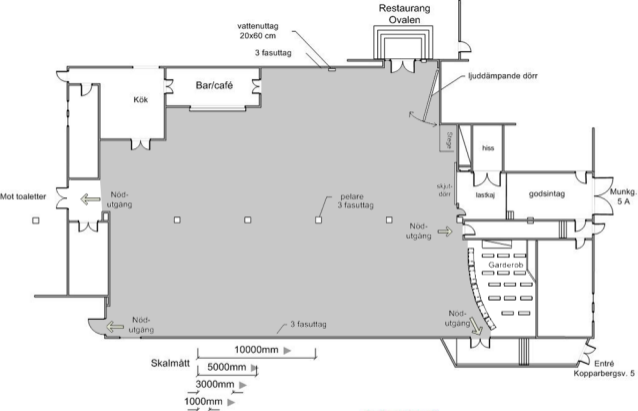 Restaurang
Ovalen
vattenuttag
20x60 cm
3 fasuttag
ljuddämpande dörr
Kök
Bar/café
Stege
hiss
skjut-
dörr
lastkaj
godsintag
Munkg.
5 A
Mot toaletter
Nöd-
utgång
pelare
3 fasuttag
Nöd-
utgång
Garderob
Nöd-
utgång
3 fasuttag
Nöd-
utgång
Skalmått
10000mm
5000mm
3000mm
1000mm
Entré
Kopparbergsv. 5